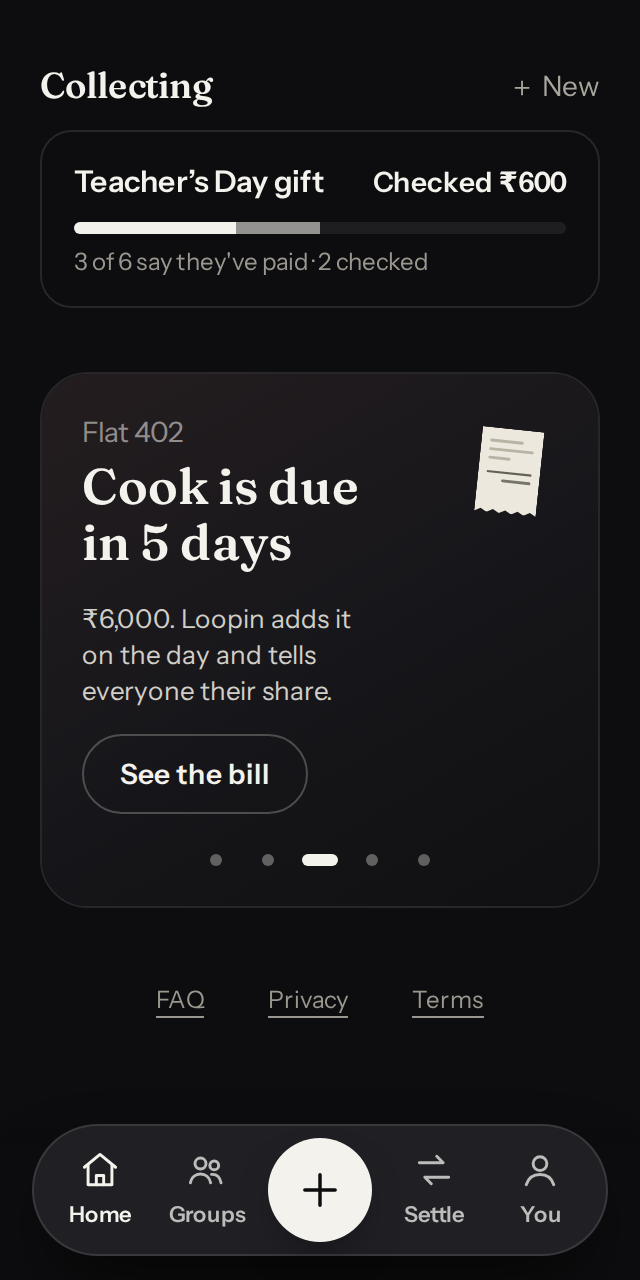 Collecting
+ New
Teacher’s Day gift
Checked ₹600
3 of 6 say they've paid · 2 checked
Flat 402
Cook is due
in 5 days
₹6,000. Loopin adds it
on the day and tells
everyone their share.
See the bill
FAQ
Privacy
Terms
Home
Groups
Settle
You